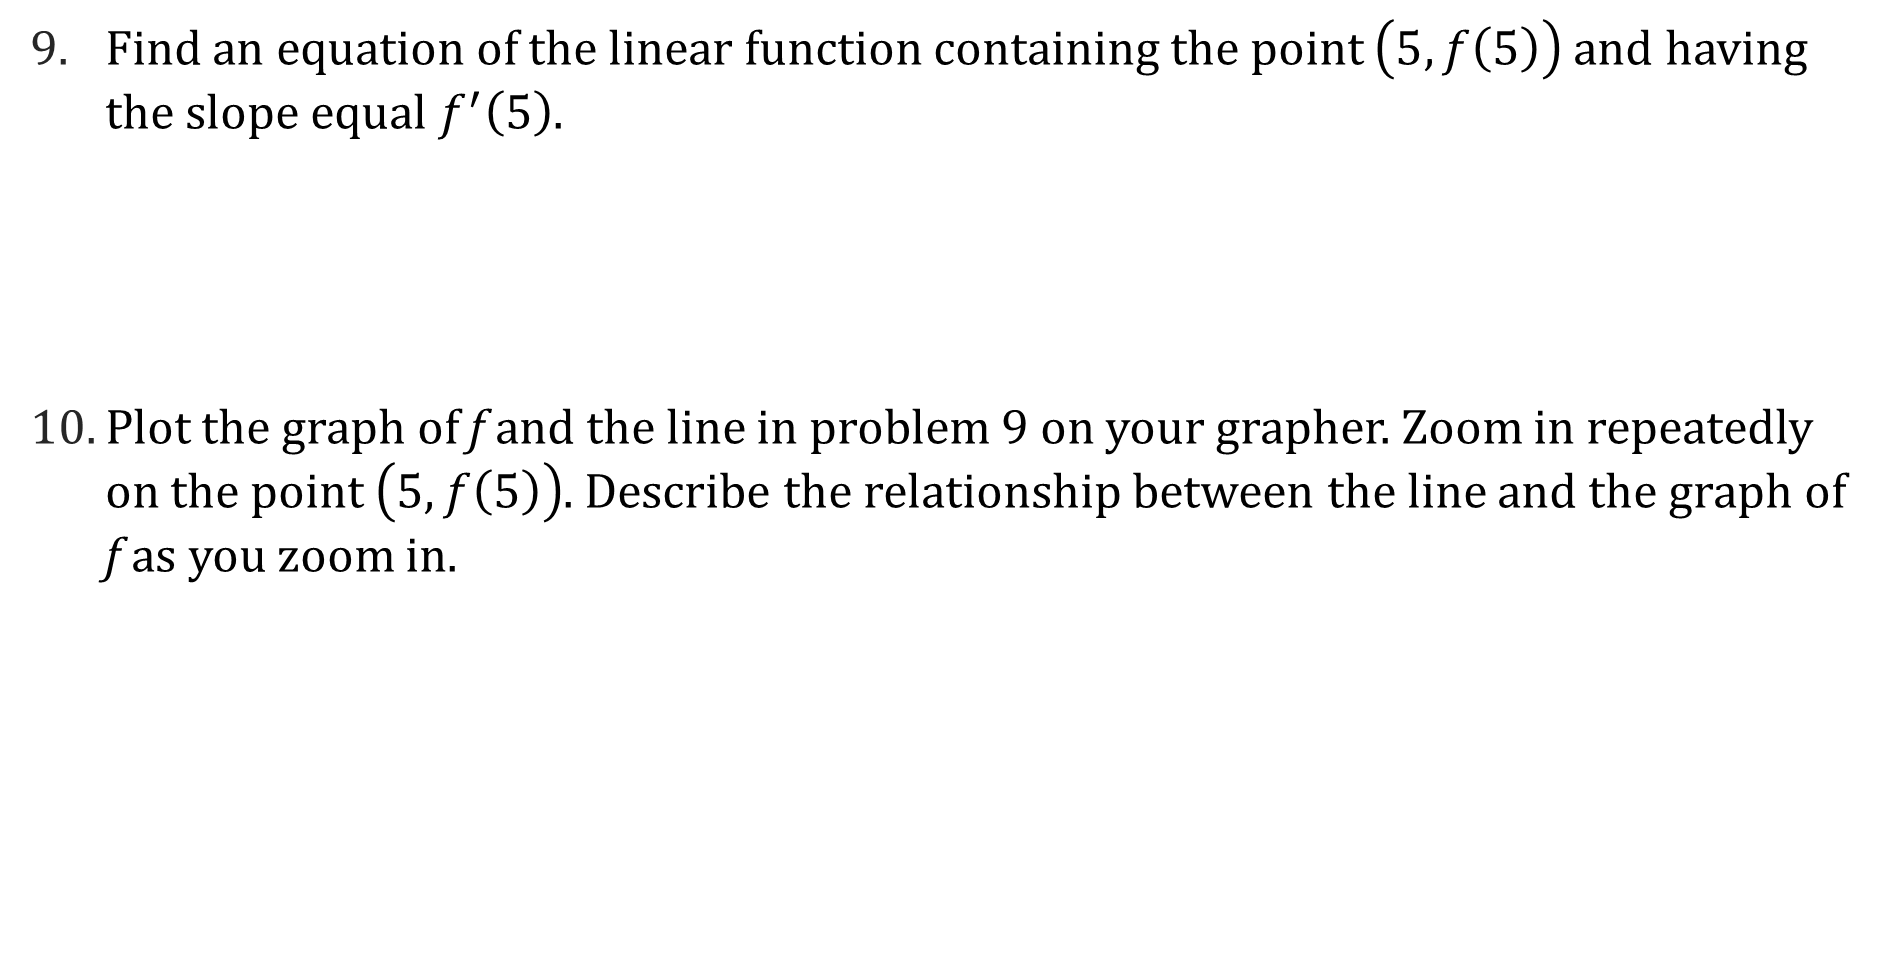 9. Find an equation of the linear function containing the point (5, f(5)) and having
the slope equal f′(5).
10. Plot the graph of f and the line in problem 9 on your grapher. Zoom in repeatedly
on the point (5, f(5)). Describe the relationship between the line and the graph of
f as you zoom in.